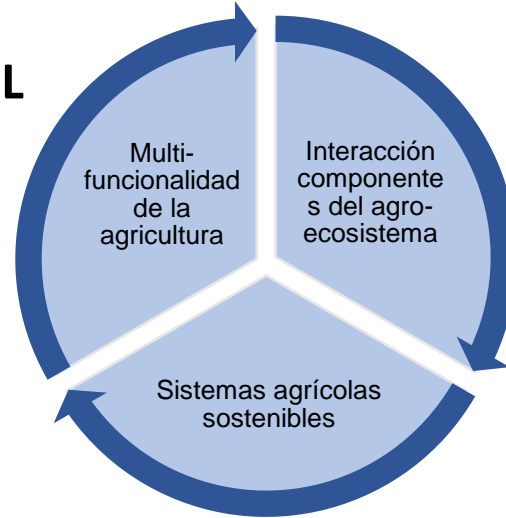 L
Multi-
funcionalidad
de la
agricultura
Interacción
componente
s del agro-
ecosistema
Sistemas agrícolas
sostenibles